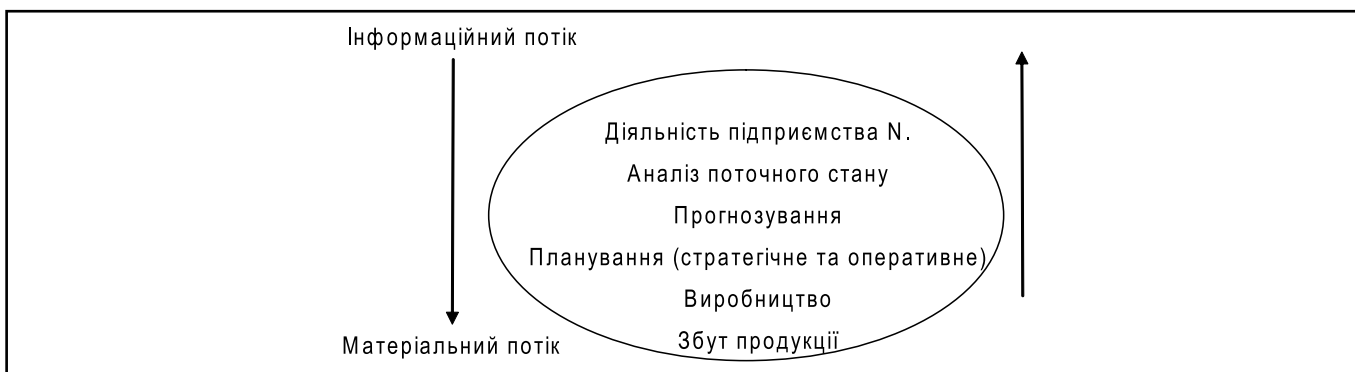 Інформаційний потік
Діяльність підприємства N.
Аналіз поточного стану
Прогнозування
Планування (стратегічне та оперативне)
Виробництво
Збут продукції
Матеріальний потік